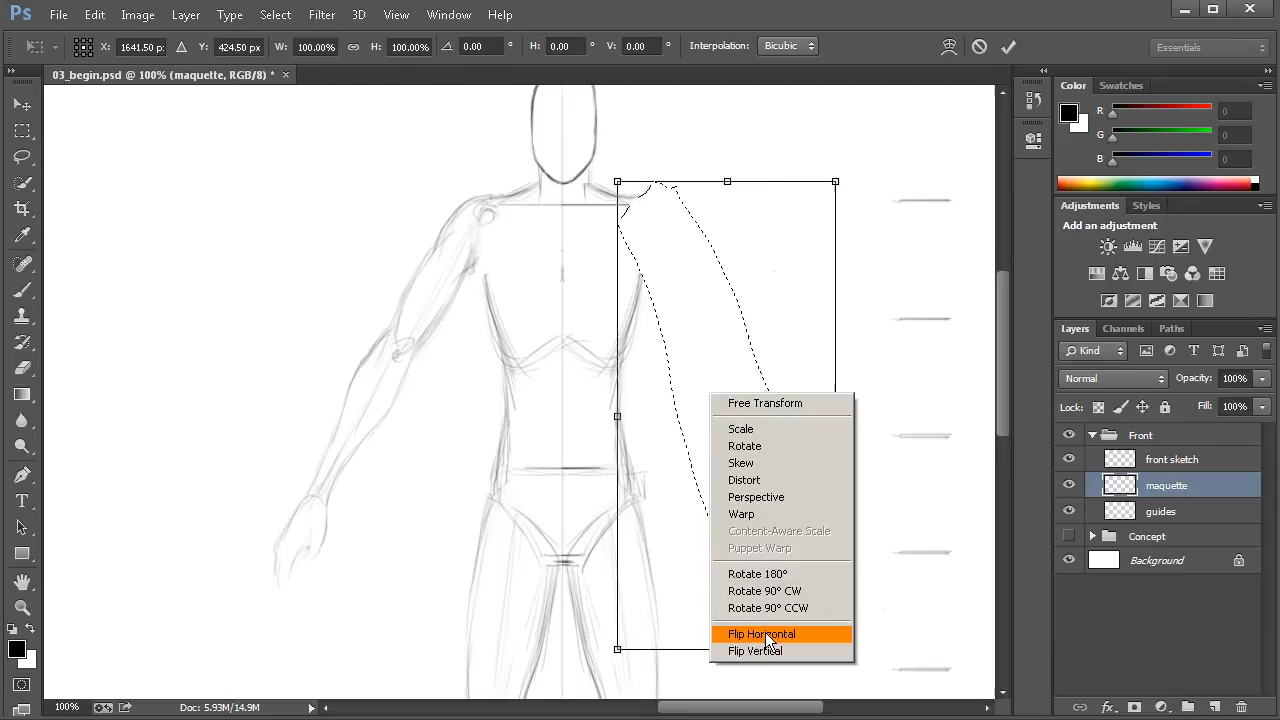 Ps File Edit Image Layer Type Select Filter 3D View Window Help
X: 1641.50 p: Y: 424.50 px W: 100.00% H: 100.00% 0.00 ° H: 0.00 ° V: 0.00 ° Interpolation: Bicubic Essentials
03_begin.psd @ 100% (maquette, RGB/8) * ×
Color Swatches
R 0
G 0
B 0
Adjustments Styles
Add an adjustment
Layers Channels Paths
Kind
Normal Opacity: 100%
Lock: Fill: 100%
Front
front sketch
maquette
guides
Concept
Background
Free Transform
Scale
Rotate
Skew
Distort
Perspective
Warp
Content-Aware Scale
Puppet Warp
Rotate 180°
Rotate 90° CW
Rotate 90° CCW
Flip Horizontal
Flip Vertical
100% Doc: 5.93M/14.9M
fx